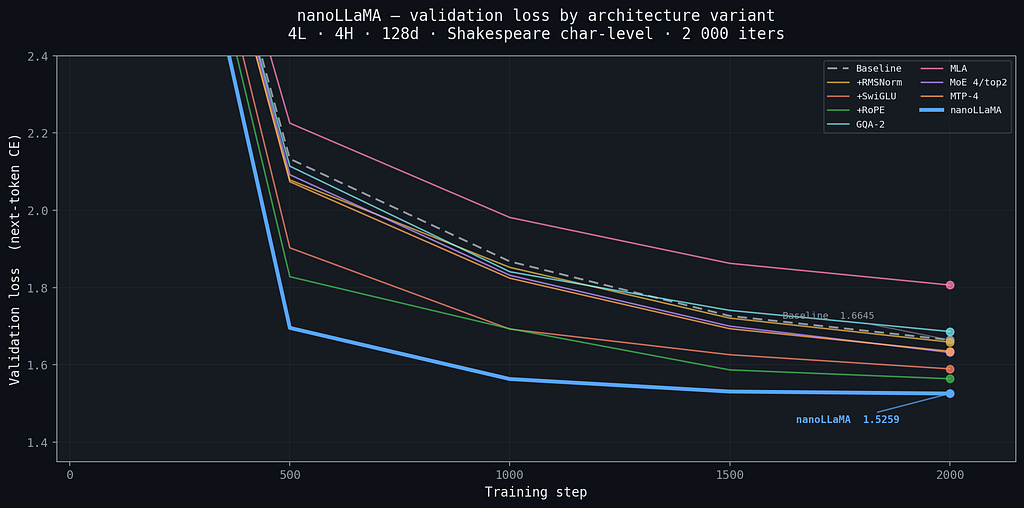 nanoLLaMA — validation loss by architecture variant
4L · 4H · 128d · Shakespeare char-level · 2 000 iters
Validation loss (next-token CE)
2.4
2.2
2.0
1.8
1.6
1.4
Baseline
+RMSNorm
+SwiGLU
+RoPE
GQA-2
MLA
MoE 4/top2
MTP-4
nanoLLaMA
Baseline 1.6645
nanoLLaMA 1.5259
0
500
1000
1500
2000
Training step